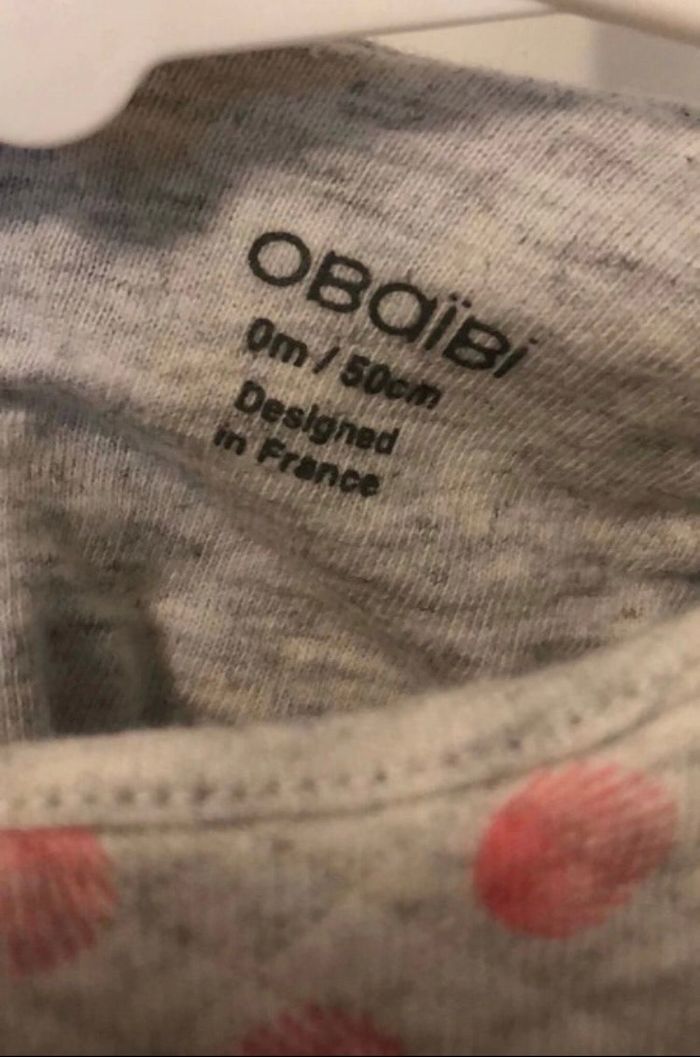 OBaïBi
0m / 50cm
Designed
in France